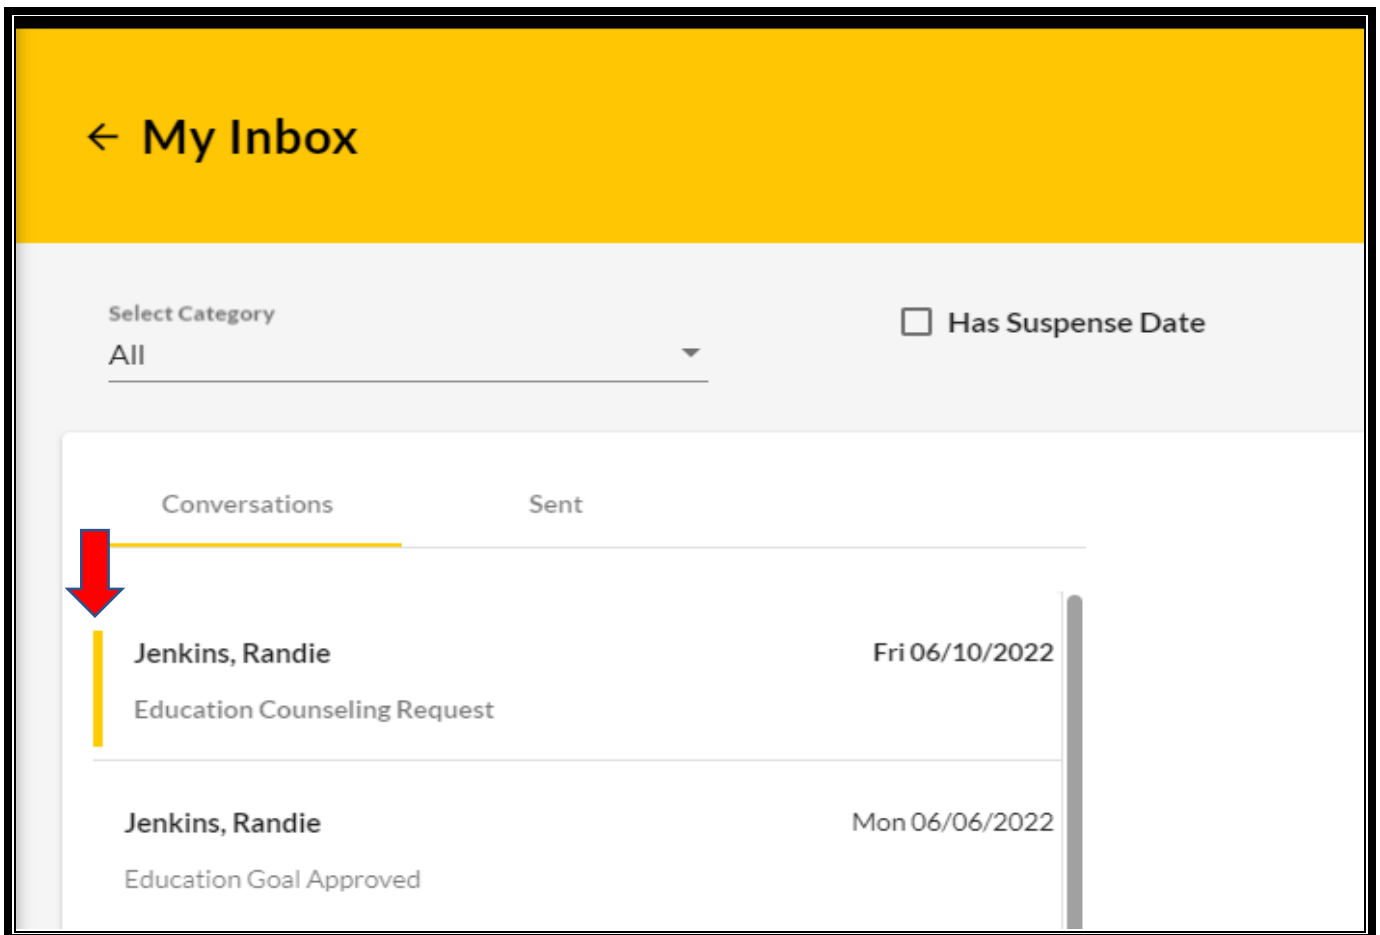 My Inbox
Select Category
All
Has Suspense Date
Conversations
Sent
Jenkins, Randie
Fri 06/10/2022
Education Counseling Request
Jenkins, Randie
Mon 06/06/2022
Education Goal Approved